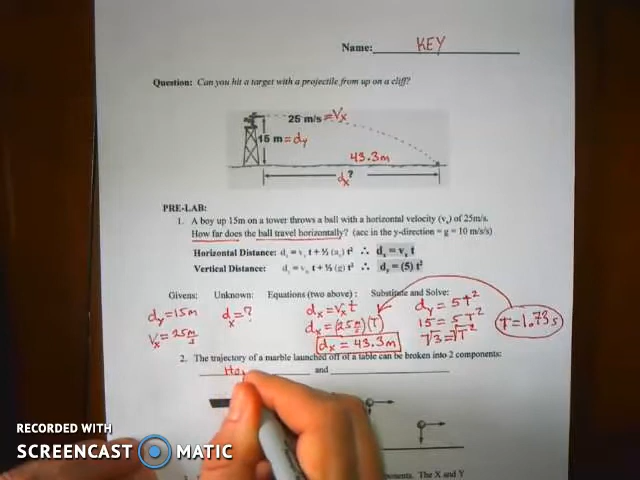 Name: KEY
Question: Can you hit a target with a projectile from up on a cliff?
25 m/s = Vx
15 m = dy
43.3m
dx?
PRE-LAB:
1. A boy up 15m on a tower throws a ball with a horizontal velocity (vx) of 25m/s.
How far does the ball travel horizontally? (acc in the y-direction = g = 10 m/s/s)
Horizontal Distance: dx = vx t + ½ (ax) t² ∴ dx = vx t
Vertical Distance: t + ½ (g) t² ∴ dy = (5) t²
Givens: Unknown: Equations (two above) : Substitute and Solve:
dy = 15m dx = ? dx = Vx t dy = 5T²
Vx = 25 m/s dx = (25 m/s)(T) 15 = 5T² T = 1.73s
dx = 43.3m √3 = √T²
2. The trajectory of a marble launched off of a table can be broken into 2 components:
and
The X and Y
RECORDED WITH
SCREENCAST MATIC